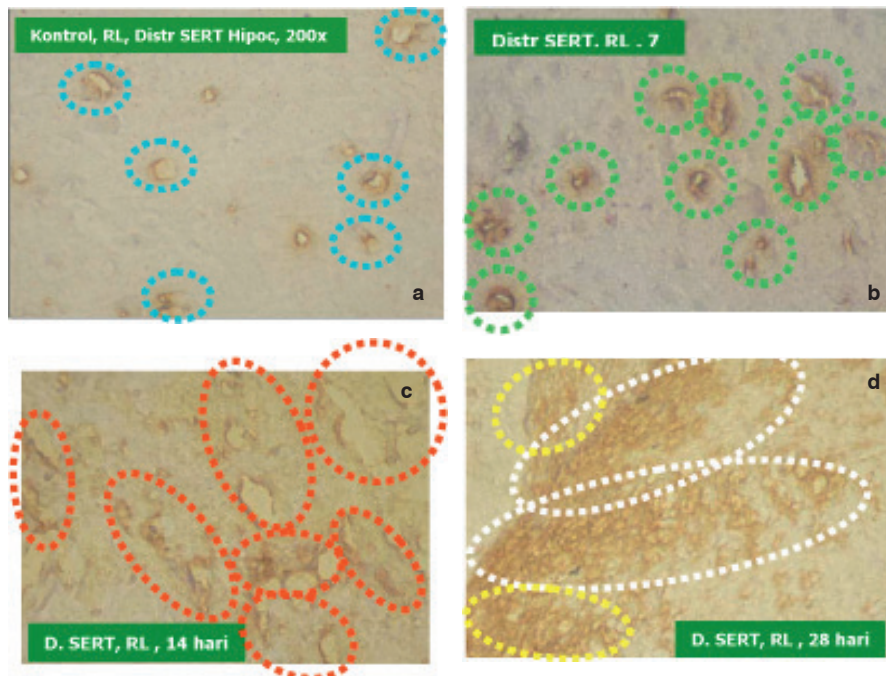 Kontrol, RL, Distr SERT Hipoc, 200x
a
Distr SERT. RL . 7
b
c
D. SERT, RL , 14 hari
d
D. SERT, RL , 28 hari